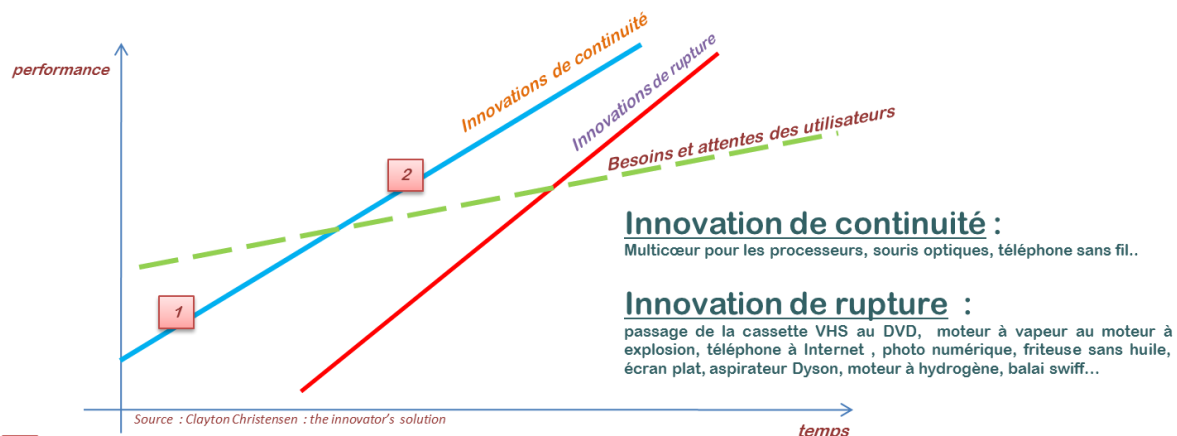 performance
Innovations de continuité
Innovations de rupture
Besoins et attentes des utilisateurs
2
1
Innovation de continuité :
Multicœur pour les processeurs, souris optiques, téléphone sans fil..
Innovation de rupture :
passage de la cassette VHS au DVD, moteur à vapeur au moteur à
explosion, téléphone à Internet , photo numérique, friteuse sans huile,
écran plat, aspirateur Dyson, moteur à hydrogène, balai swiff...
Source : Clayton Christensen : the innovator's solution
temps